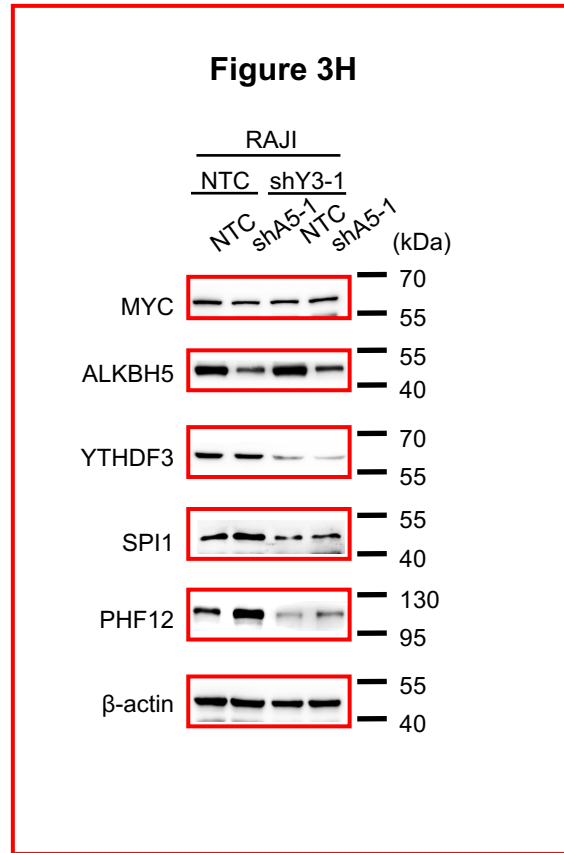 Figure 3H
RAJI
NTC shY3-1
NTC shA5-1 NTC shA5-1 (kDa)
MYC 70
55
ALKBH5 55
40
YTHDF3 70
55
SPI1 55
40
PHF12 130
95
β-actin 55
40